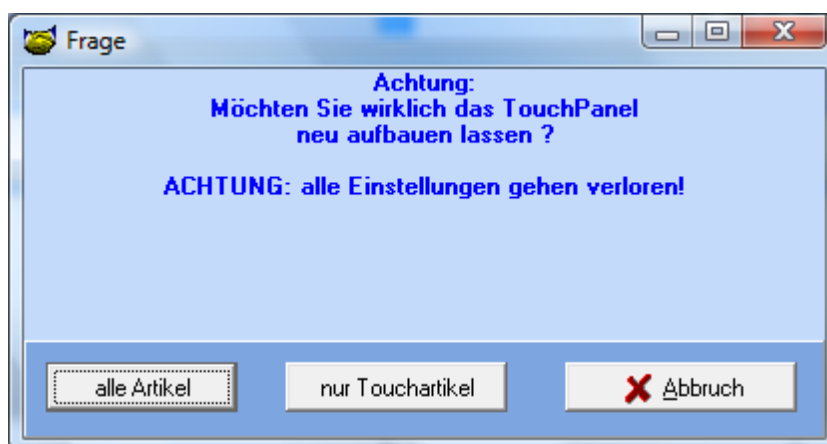 Frage
Achtung:
Möchten Sie wirklich das TouchPanel
neu aufbauen lassen ?
ACHTUNG: alle Einstellungen gehen verloren!
alle Artikel
nur Touchartikel
Abbruch